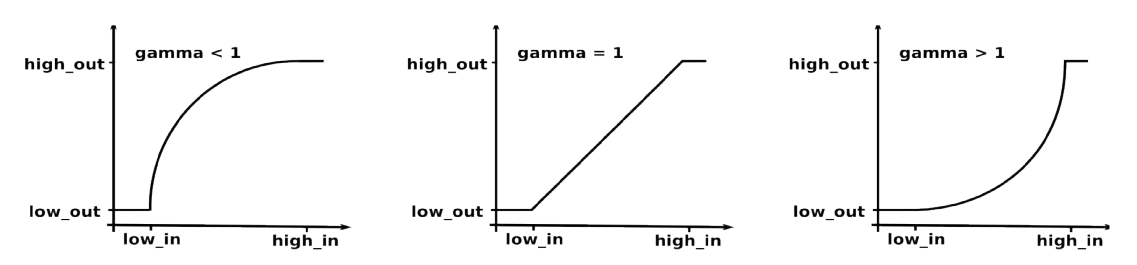 gamma < 1
high_out
low_out
low_in
high_in
gamma = 1
high_out
low_out
low_in
high_in
gamma > 1
high_out
low_out
low_in
high_in